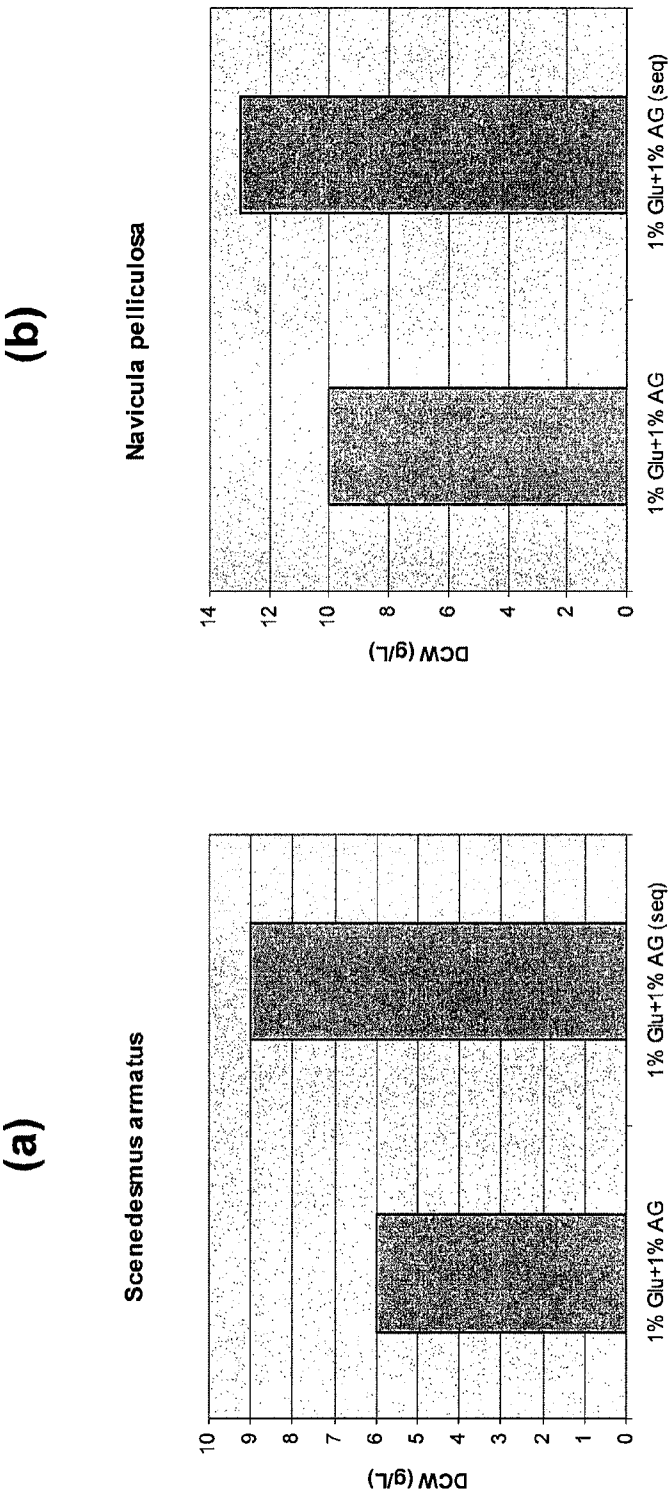 (a)
Scenedesmus armatus
10
9
8
7
6
5
4
3
2
1
0
DCW (g/L)
1% Glu+1% AG
1% Glu+1% AG (seq)
(b)
Navicula pelliculosa
14
12
10
8
6
4
2
0
DCW (g/L)
1% Glu+1% AG
1% Glu+1% AG (seq)